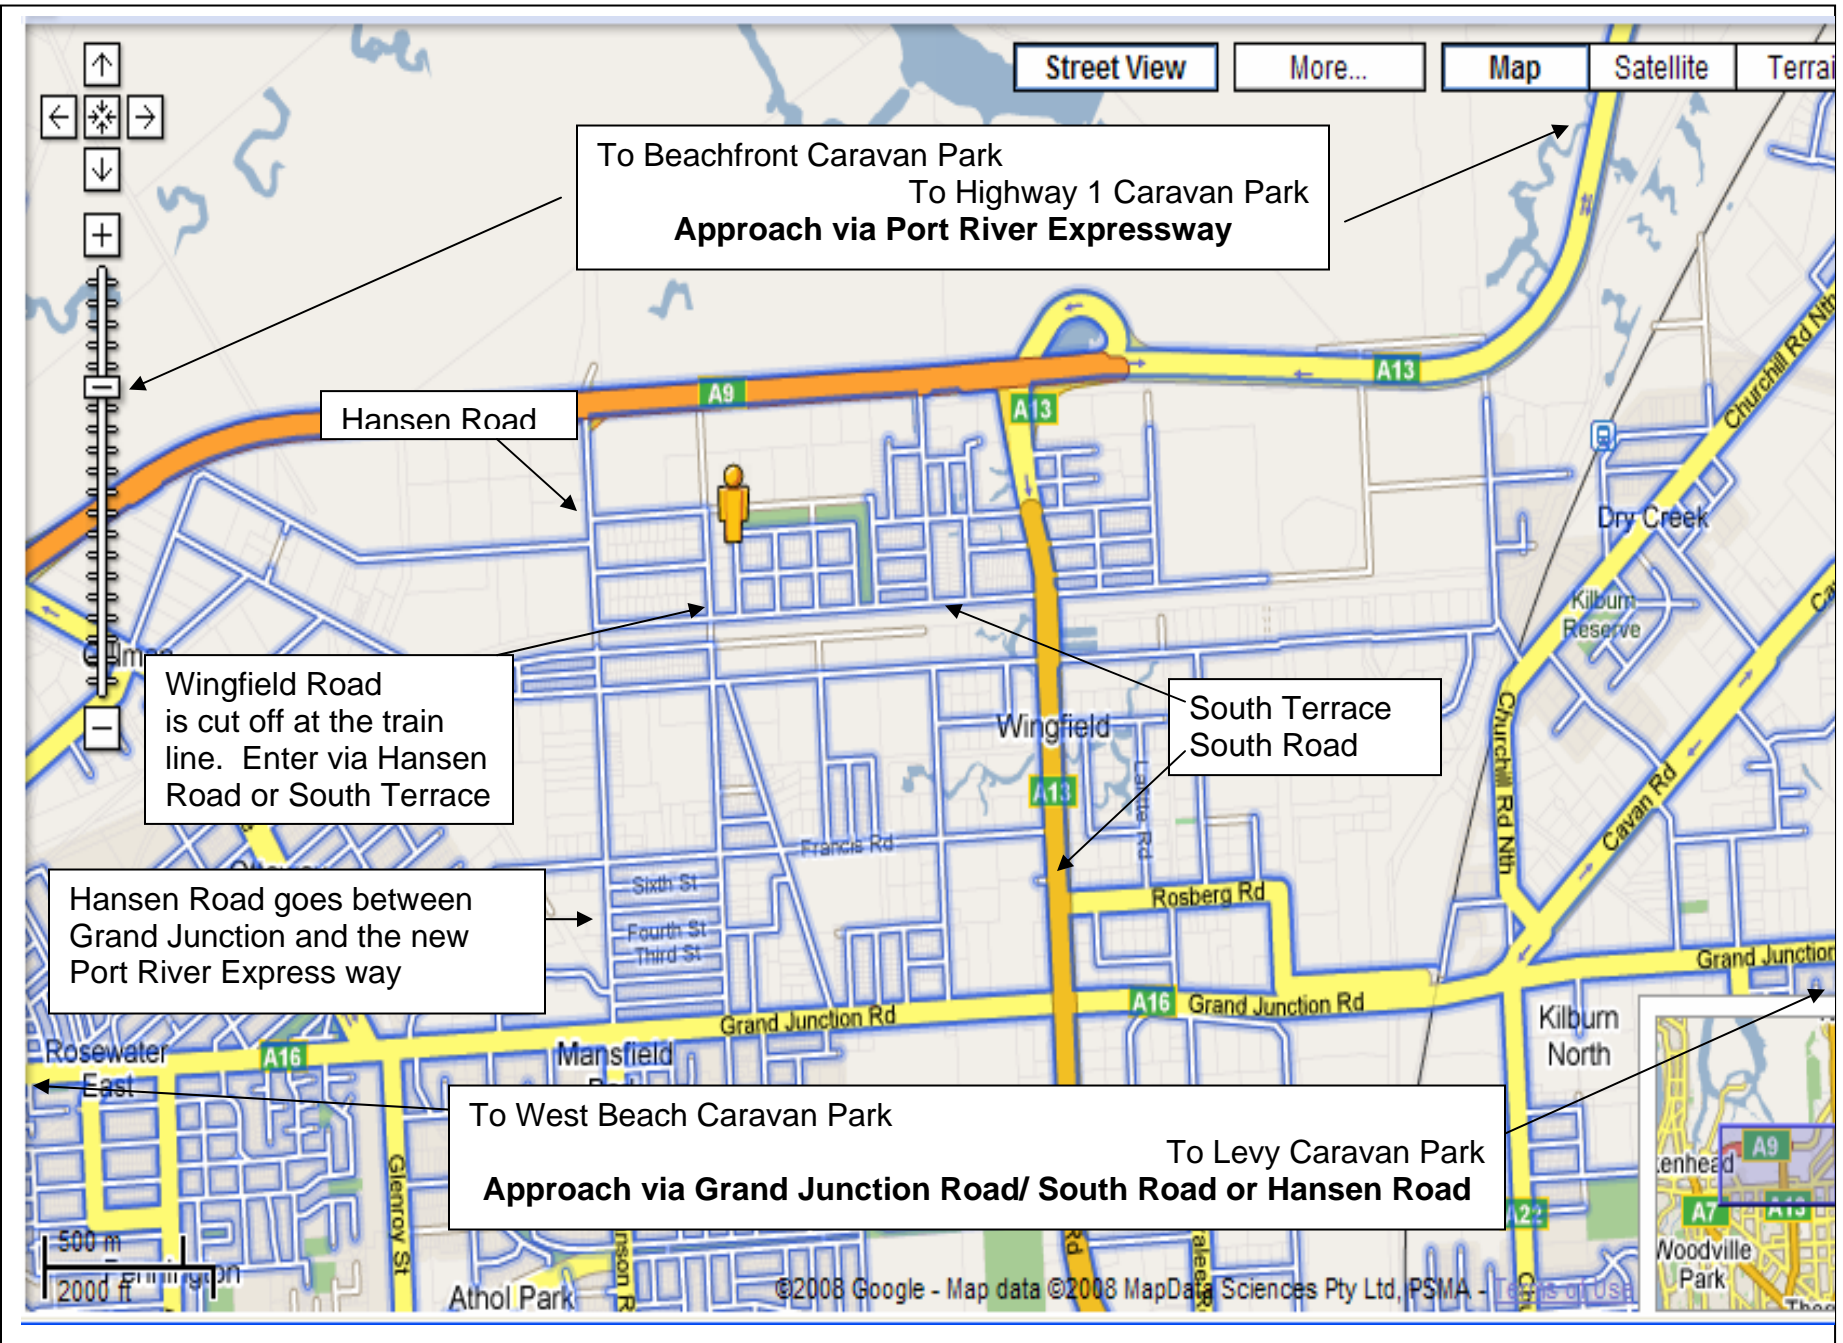 Street View
More...
Map
Satellite
To Beachfront Caravan Park
To Highway 1 Caravan Park
Approach via Port River Expressway
Churchill Rd Nth
A13
A9
A13
Hansen Road
Dry Creek
Kilburn
Reserve
Wingfield Road
is cut off at the train
line. Enter via Hansen
Road or South Terrace
South Terrace
South Road
Wingfield
Churchill Rd Nth
A13
Cavan Rd
Francis Rd
Sixth St
Rosberg Rd
Fourth St
Third St
Hansen Road goes between
Grand Junction and the new
Port River Express way
Grand Junction
A16
Grand Junction Rd
Grand Junction Rd
Kilburn
North
Rosewater
East
A16
Mansfield
To West Beach Caravan Park
To Levy Caravan Park
Approach via Grand Junction Road/ South Road or Hansen Road
A9
Glenroy St
A7
A13
Woodville
Park
500 m
2000 ft
Pennington
Athol Park
Rd
©2008 Google - Map data ©2008 MapData Sciences Pty Ltd, PSMA -
Terms of Use